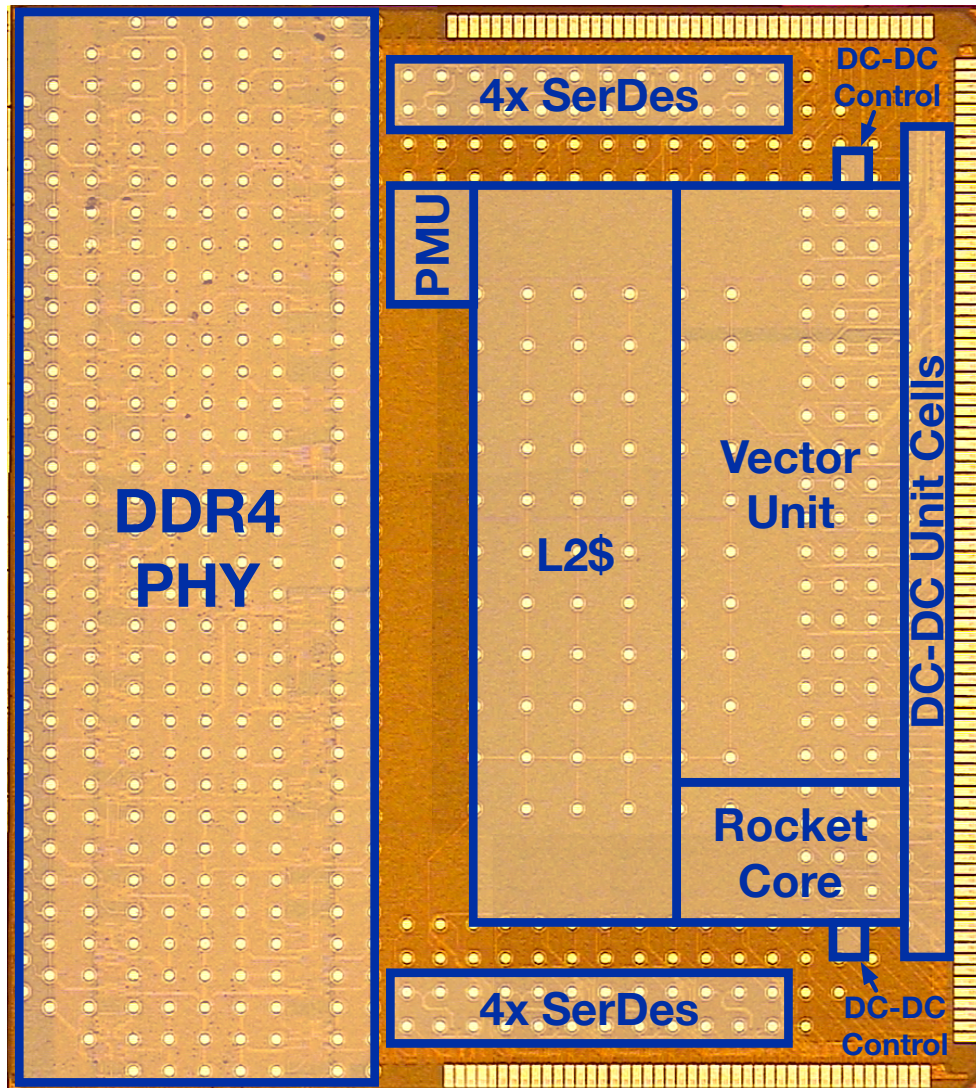 4x SerDes
DC-DC
Control
PMU
DDR4
PHY
L2$
Vector
Unit
DC-DC Unit Cells
Rocket
Core
4x SerDes
DC-DC
Control